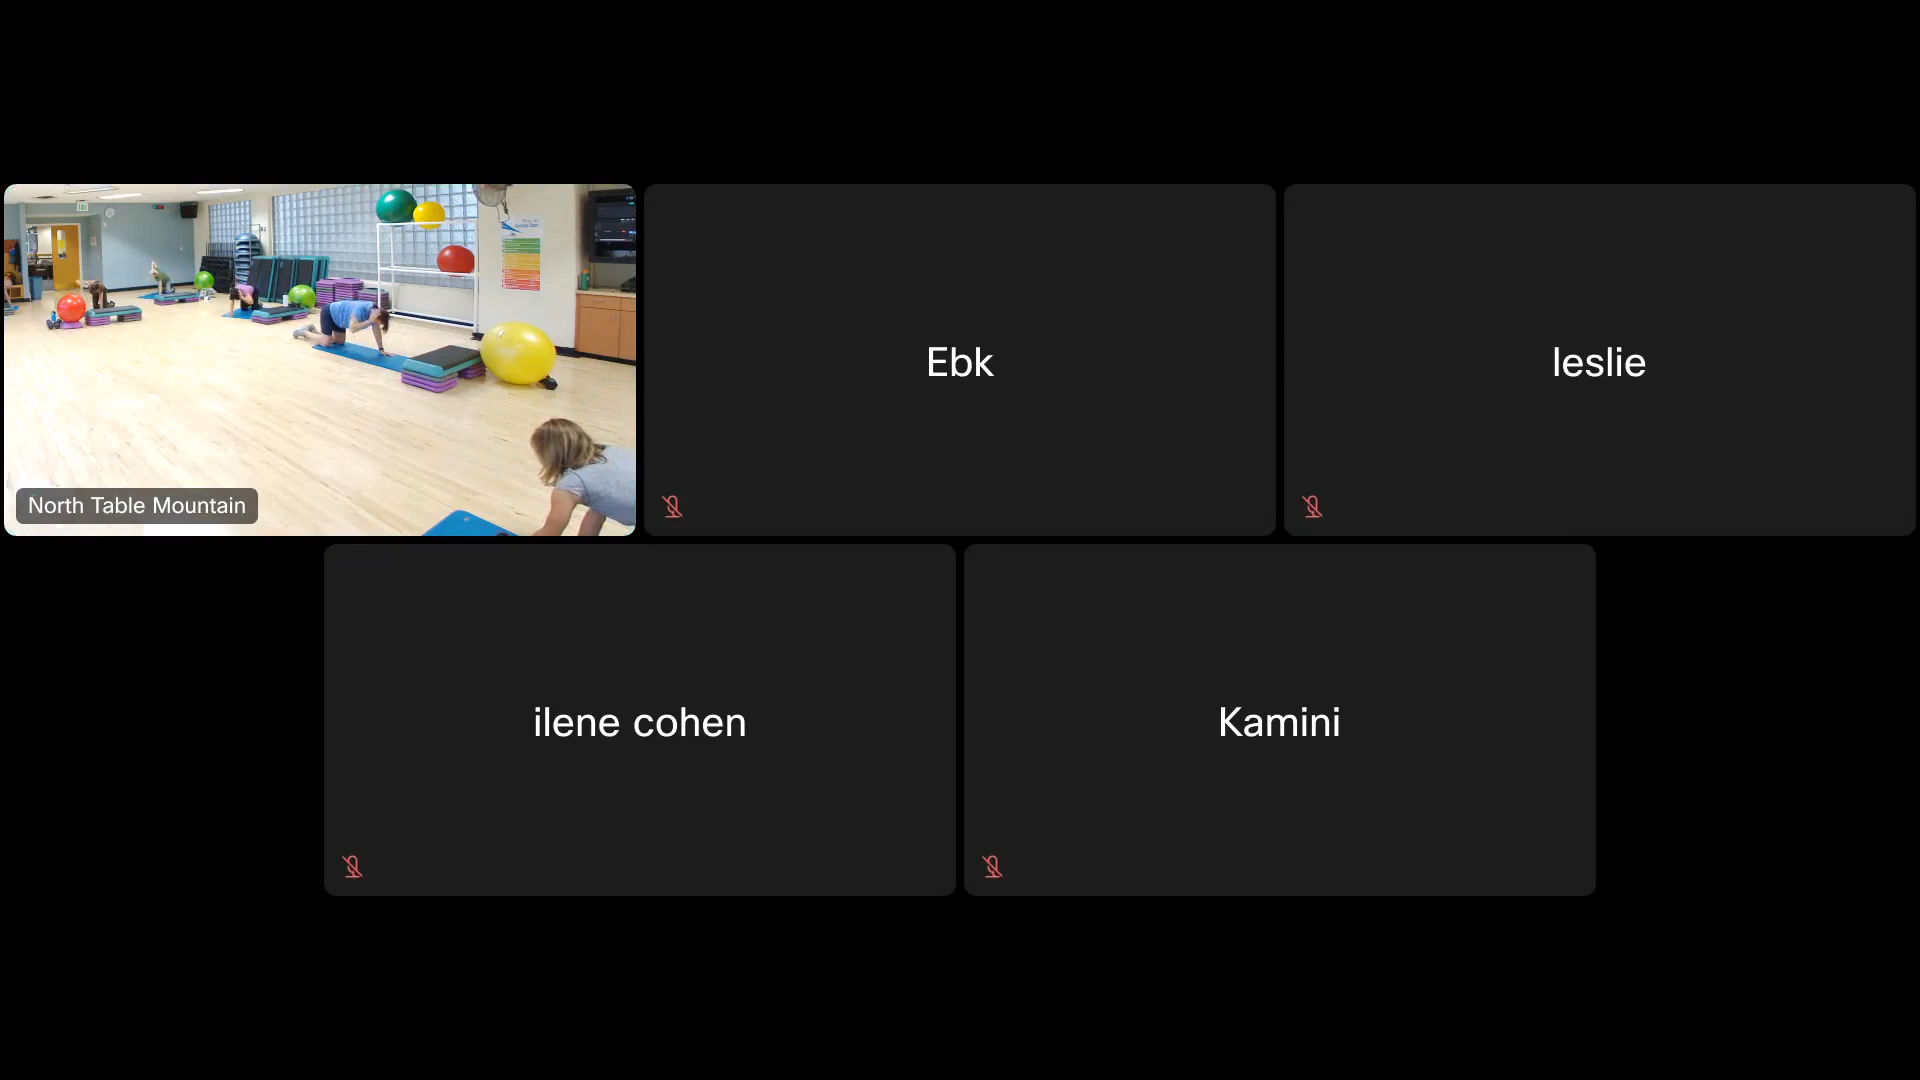 North Table Mountain
Ebk
leslie
ilene cohen
Kamini